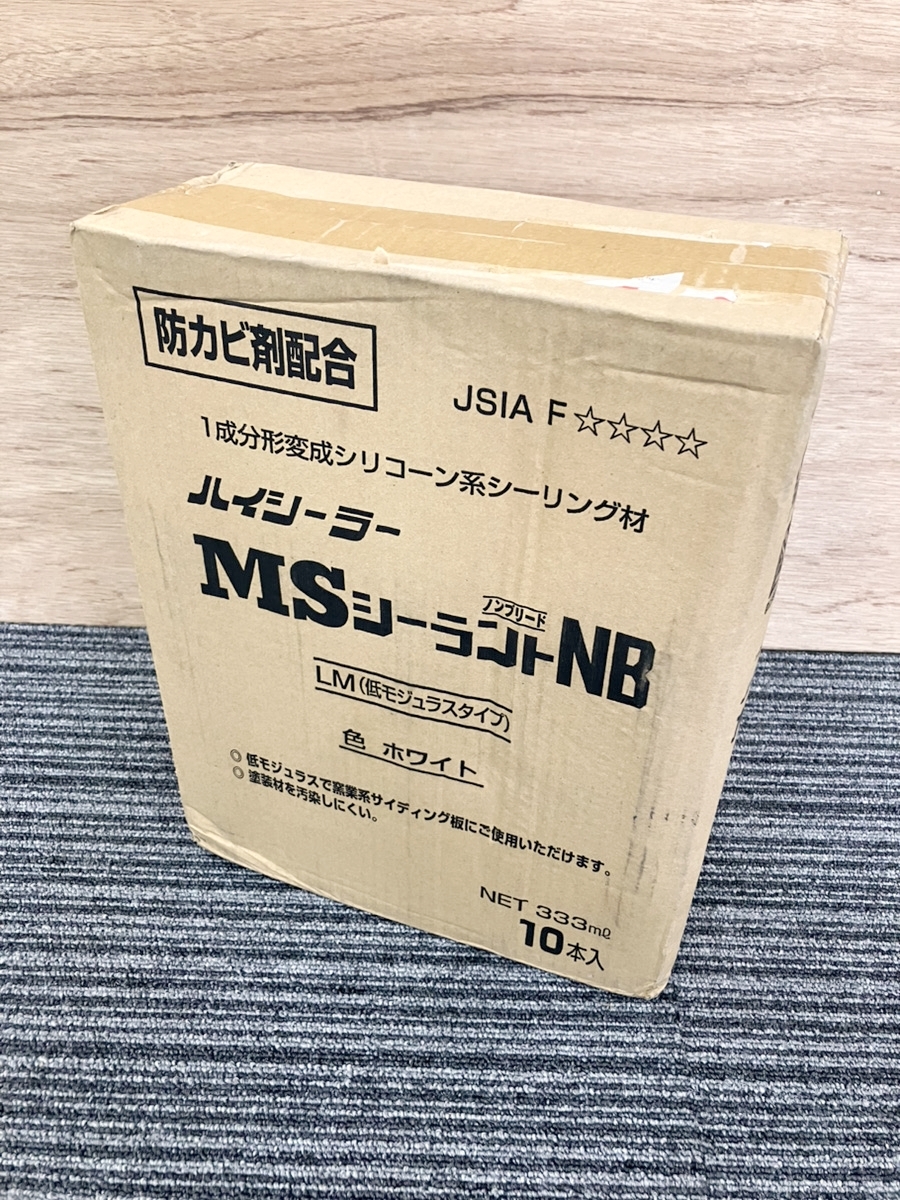 防カビ剤配合
JSIA F☆☆☆☆
1成分形変成シリコーン系シーリング材
ハイシーラー
ノンブリード
MSシーラントNB
LM(低モジュラスタイプ)
色 ホワイト
◎ 低モジュラスで窯業系サイディング板にご使用いただけます。
◎ 塗装材を汚染しにくい。
NET 333mℓ
10本入